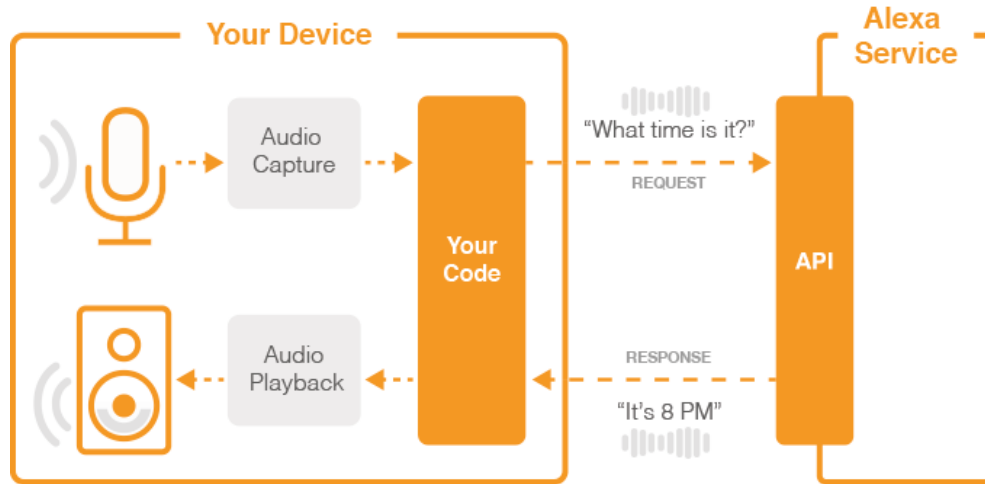 Your Device
Alexa
Service
Audio
Capture
“What time is it?”
REQUEST
Your
Code
API
Audio
Playback
RESPONSE
“It’s 8 PM”